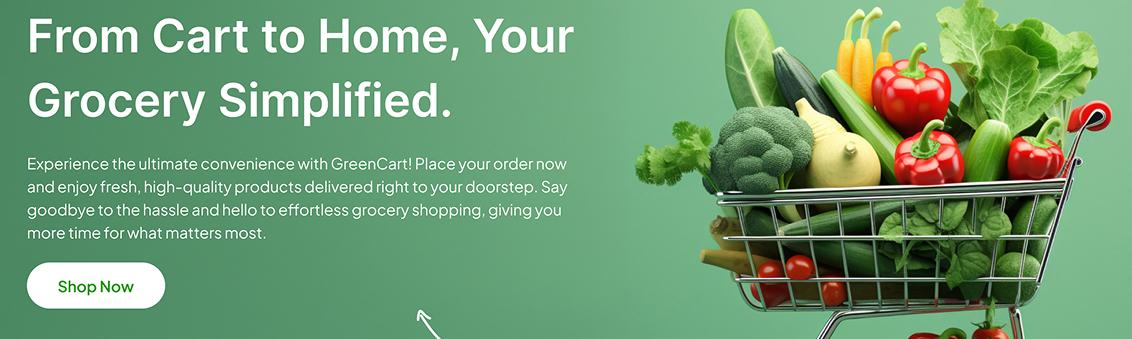 From Cart to Home, Your
Grocery Simplified.
Experience the ultimate convenience with GreenCart! Place your order now
and enjoy fresh, high-quality products delivered right to your doorstep. Say
goodbye to the hassle and hello to effortless grocery shopping, giving you
more time for what matters most.
Shop Now